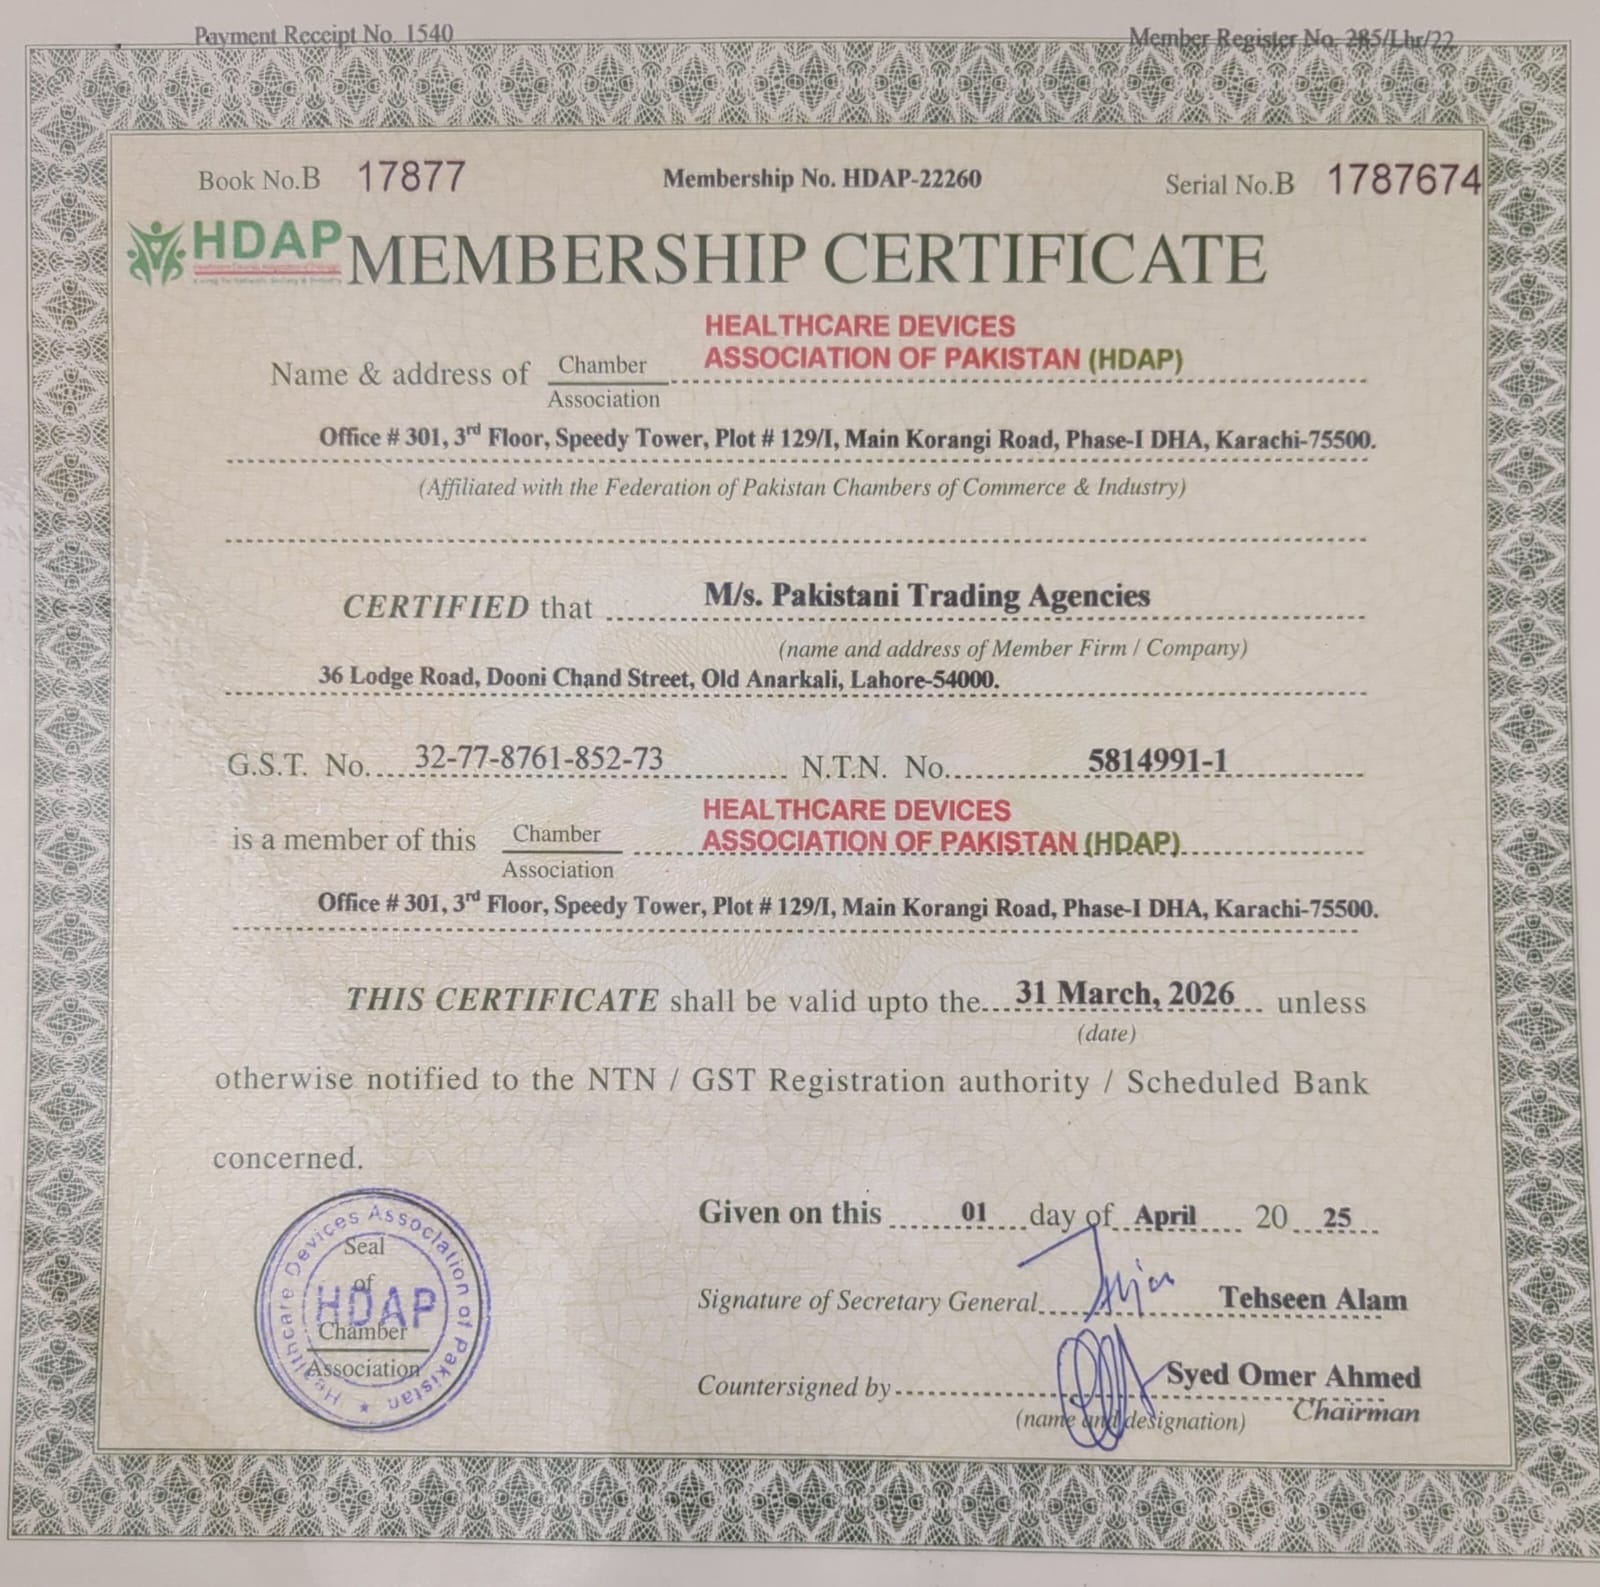 Payment Receipt No. 1540
Member Register No. 285/Lhr/22
Book No.B 17877
Membership No. HDAP-22260
Serial No.B 1787674
HDAP
MEMBERSHIP CERTIFICATE
HEALTHCARE DEVICES
ASSOCIATION OF PAKISTAN (HDAP)
Name & address of Chamber
Association
Office # 301, 3rd Floor, Speedy Tower, Plot # 129/I, Main Korangi Road, Phase-I DHA, Karachi-75500.
(Affiliated with the Federation of Pakistan Chambers of Commerce & Industry)
CERTIFIED that M/s. Pakistani Trading Agencies
(name and address of Member Firm / Company)
36 Lodge Road, Dooni Chand Street, Old Anarkali, Lahore-54000.
G.S.T. No. 32-77-8761-852-73 N.T.N. No. 5814991-1
HEALTHCARE DEVICES
is a member of this Chamber ASSOCIATION OF PAKISTAN (HDAP)
Association
Office # 301, 3rd Floor, Speedy Tower, Plot # 129/I, Main Korangi Road, Phase-I DHA, Karachi-75500.
THIS CERTIFICATE shall be valid upto the 31 March, 2026 unless
(date)
otherwise notified to the NTN / GST Registration authority / Scheduled Bank
concerned.
Given on this 01 day of April 20 25
Signature of Secretary General Tehseen Alam
Countersigned by Syed Omer Ahmed
(name and designation) Chairman
Healthcare Devices Association of Pakistan
Seal
of
HDAP
Chamber
Association